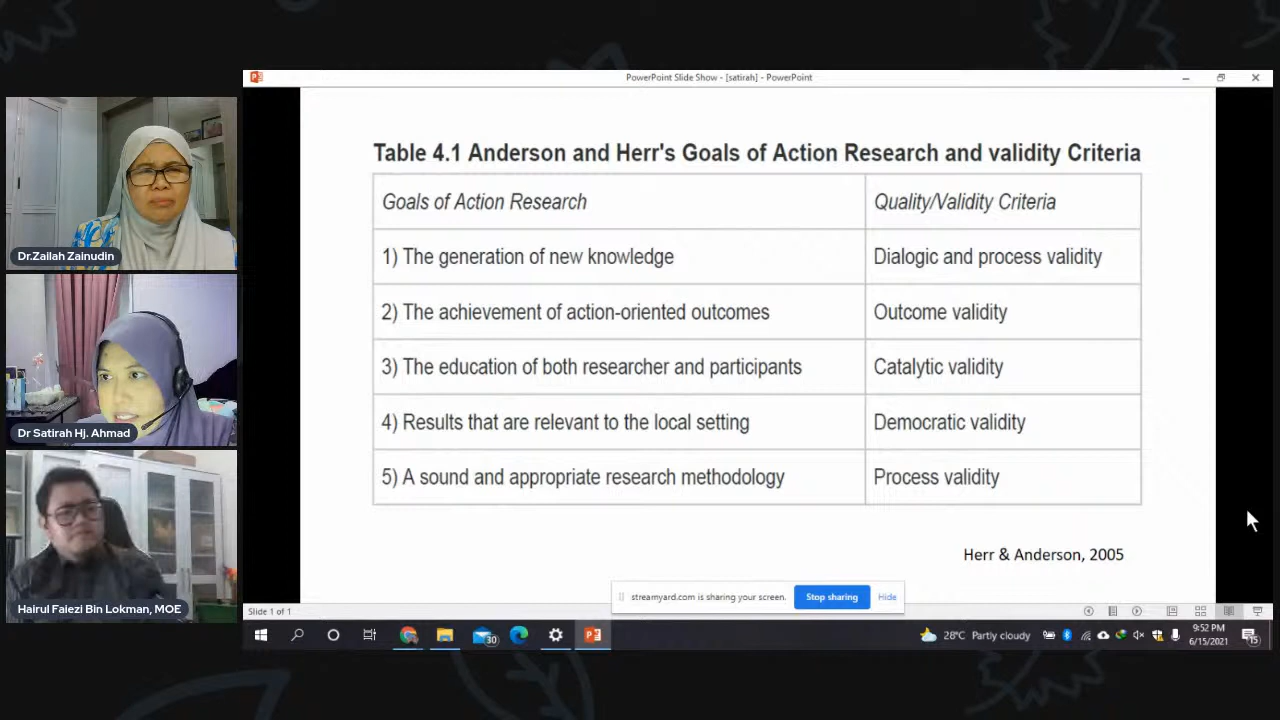 PowerPoint Slide Show - [satirah] - PowerPoint
Table 4.1 Anderson and Herr's Goals of Action Research and validity Criteria
Goals of Action Research
Quality/Validity Criteria
1) The generation of new knowledge
Dialogic and process validity
2) The achievement of action-oriented outcomes
Outcome validity
3) The education of both researcher and participants
Catalytic validity
4) Results that are relevant to the local setting
Democratic validity
5) A sound and appropriate research methodology
Process validity
Herr & Anderson, 2005
Dr.Zailah Zainudin
Dr Satirah Hj. Ahmad
Hairul Faiezi Bin Lokman, MOE
streamyard.com is sharing your screen.
Stop sharing
Hide
Slide 1 of 1
30
28°C Partly cloudy
9:52 PM
6/15/2021
15